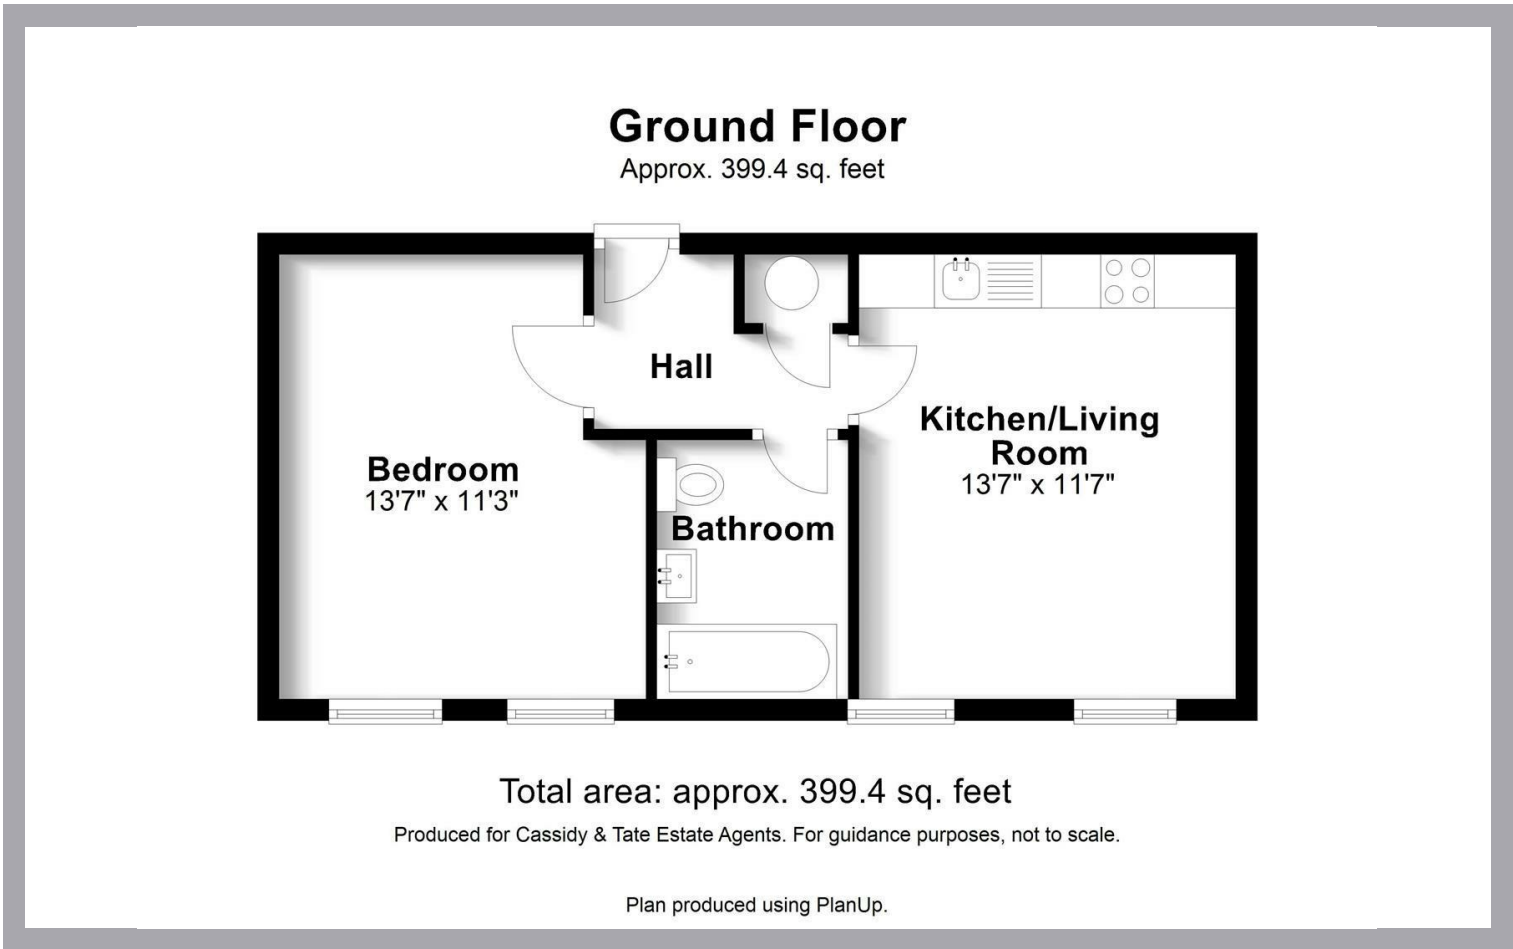 Ground Floor
Approx. 399.4 sq. feet
Hall
Kitchen/Living
Room
13'7" x 11'7"
Bedroom
13'7" x 11'3"
Bathroom
Total area: approx. 399.4 sq. feet
Produced for Cassidy & Tate Estate Agents. For guidance purposes, not to scale.
Plan produced using PlanUp.